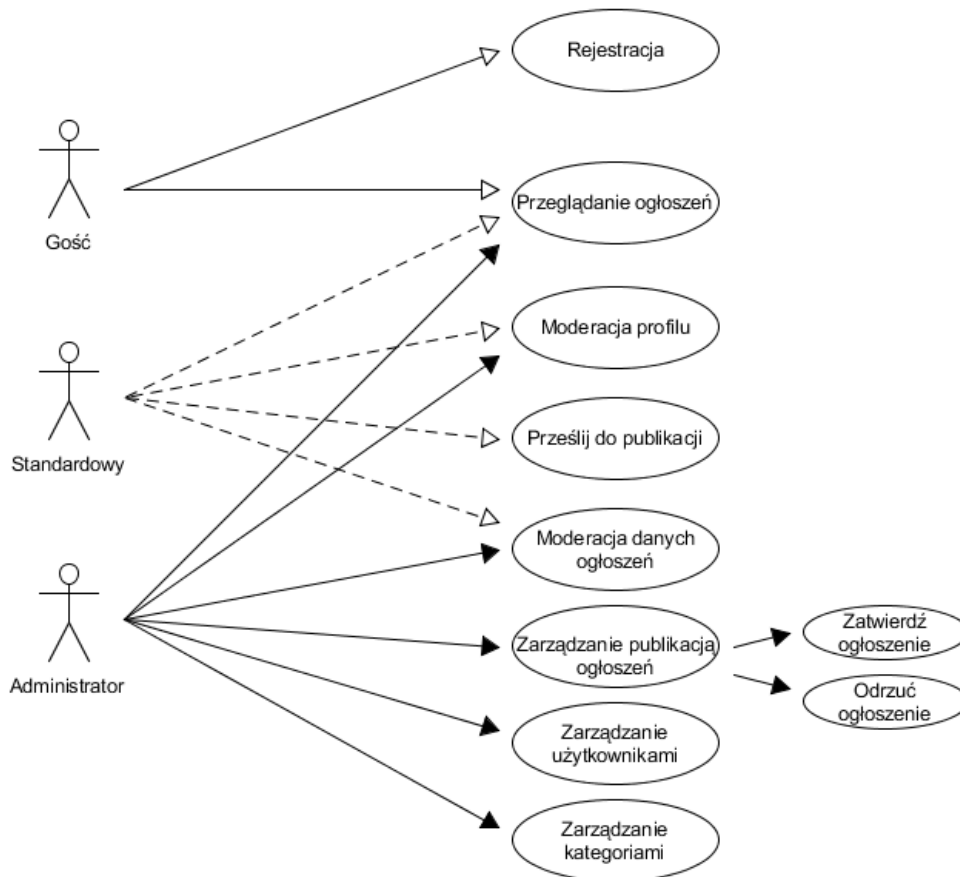 Rejestracja
Gość
Przeglądanie ogłoszeń
Moderacja profilu
Standardowy
Prześlij do publikacji
Moderacja danych
ogłoszeń
Administrator
Zarządzanie publikacją
ogłoszeń
Zatwierdź
ogłoszenie
Odrzuć
ogłoszenie
Zarządzanie
użytkownikami
Zarządzanie
kategoriami